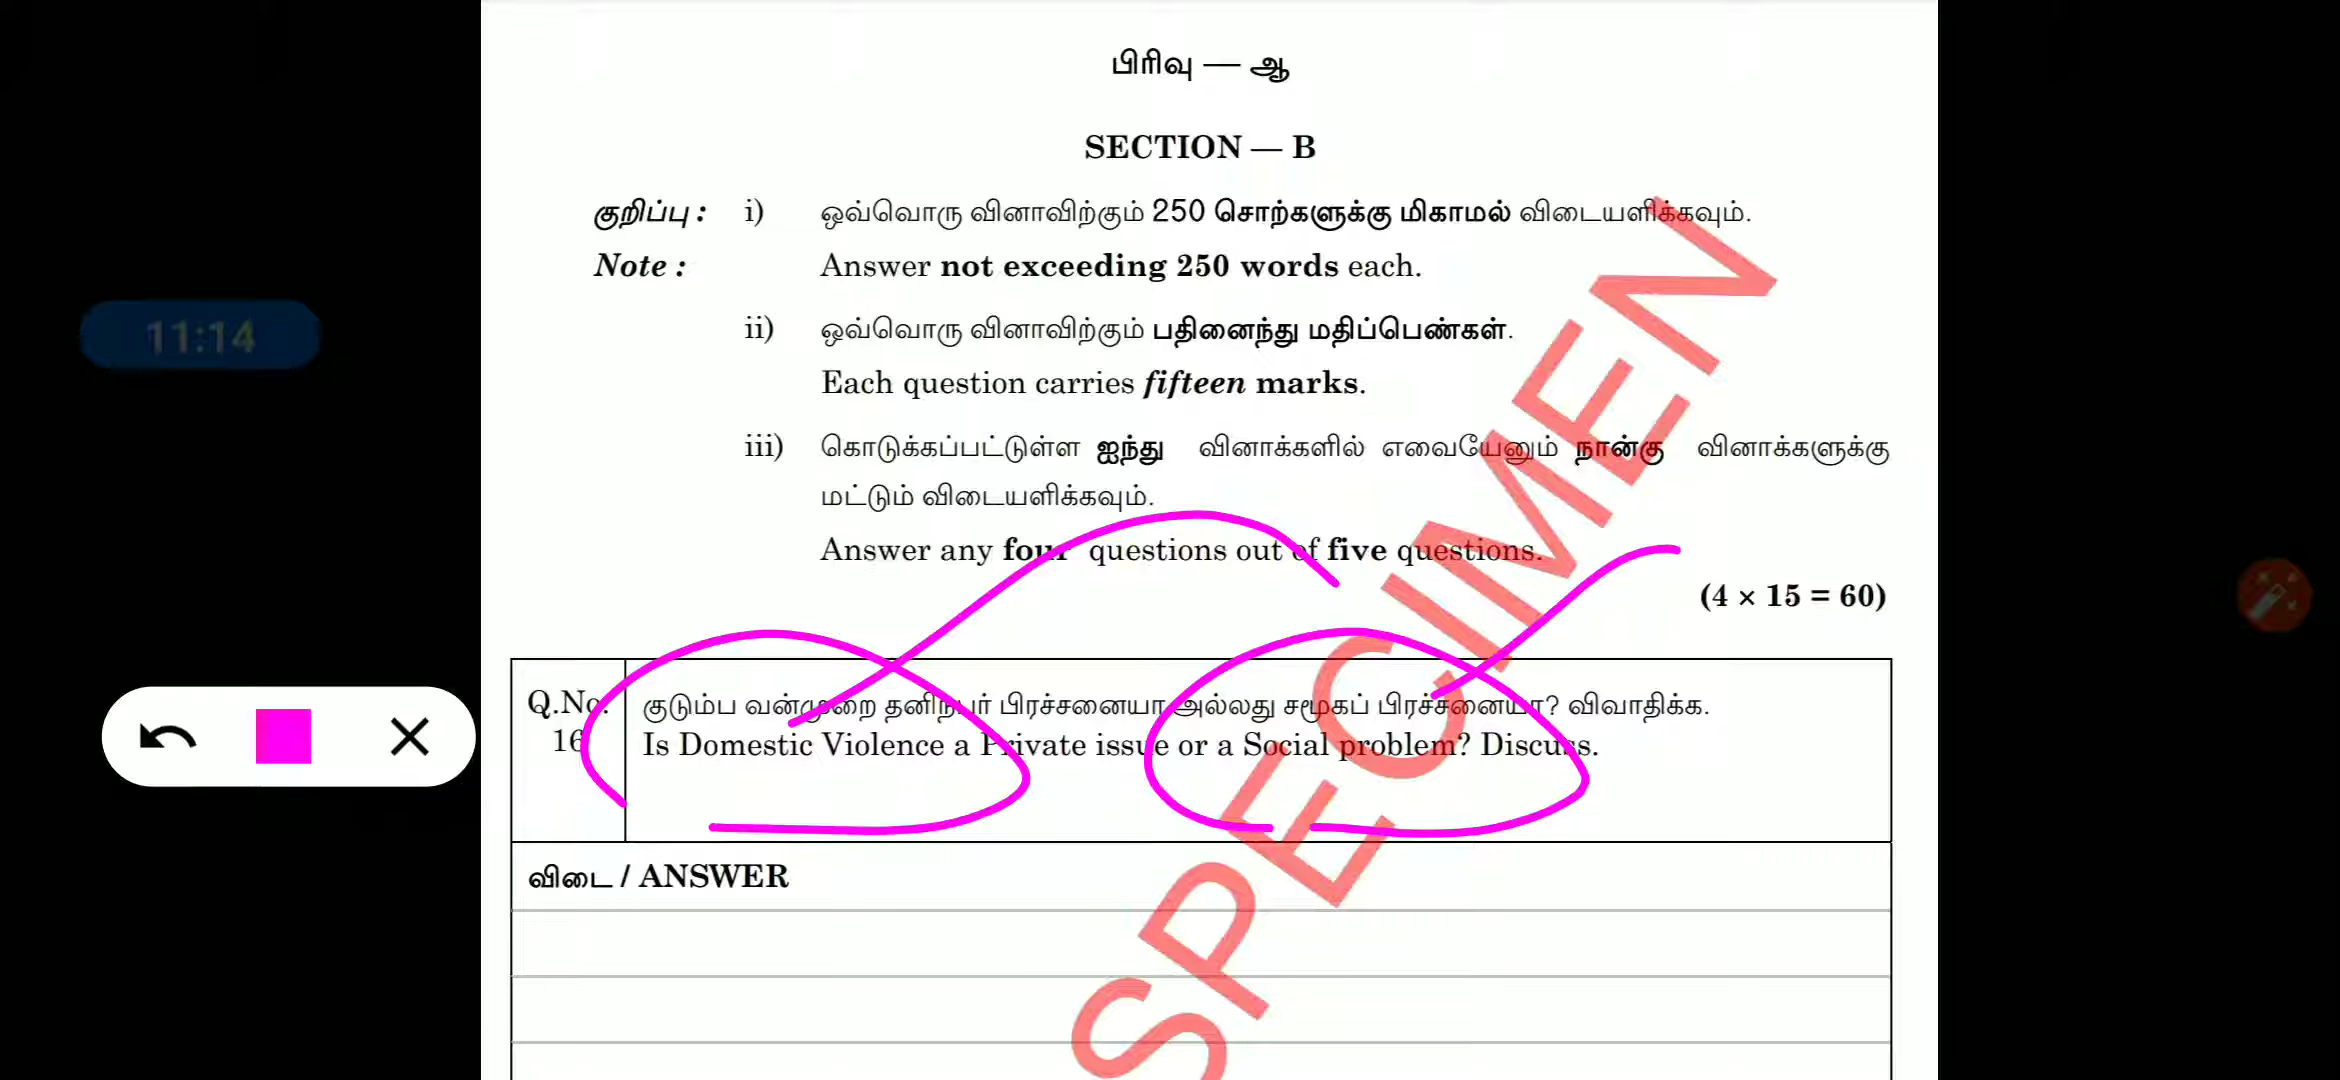 பிரிவு — ஆ
SECTION — B
குறிப்பு : i) ஒவ்வொரு வினாவிற்கும் 250 சொற்களுக்கு மிகாமல் விடையளிக்கவும்.
Note : Answer not exceeding 250 words each.
ii) ஒவ்வொரு வினாவிற்கும் பதினைந்து மதிப்பெண்கள்.
Each question carries fifteen marks.
iii) கொடுக்கப்பட்டுள்ள ஐந்து வினாக்களில் எவையேனும் நான்கு வினாக்களுக்கு
மட்டும் விடையளிக்கவும்.
Answer any four questions out of five questions.
(4 × 15 = 60)
11:14
Q.No. குடும்ப வன்முறை தனிநபர் பிரச்சனையா அல்லது சமூகப் பிரச்சனையா? விவாதிக்க.
16 Is Domestic Violence a Private issue or a Social problem? Discuss.
விடை / ANSWER
SPECIMEN